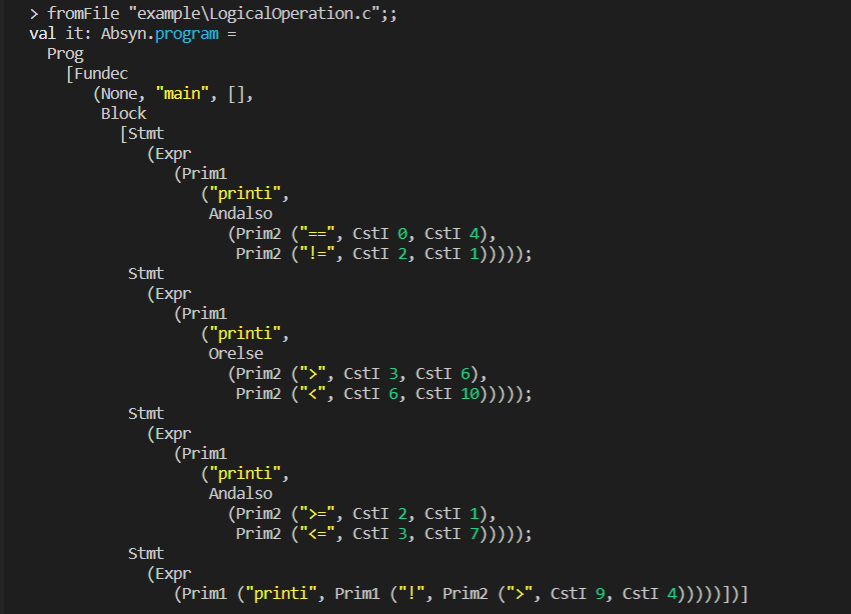 > fromFile "example\LogicalOperation.c";;
val it: Absyn.program =
  Prog
    [Fundec
       (None, "main", [],
        Block
          [Stmt
             (Expr
                (Prim1
                   ("printi",
                    Andalso
                      (Prim2 ("==", CstI 0, CstI 4),
                       Prim2 ("!=", CstI 2, CstI 1)))));
           Stmt
             (Expr
                (Prim1
                   ("printi",
                    Orelse
                      (Prim2 (">", CstI 3, CstI 6),
                       Prim2 ("<", CstI 6, CstI 10)))));
           Stmt
             (Expr
                (Prim1
                   ("printi",
                    Andalso
                      (Prim2 (">=", CstI 2, CstI 1),
                       Prim2 ("<=", CstI 3, CstI 7)))));
           Stmt
             (Expr
                (Prim1 ("printi", Prim1 ("!", Prim2 (">", CstI 9, CstI 4)))))])]